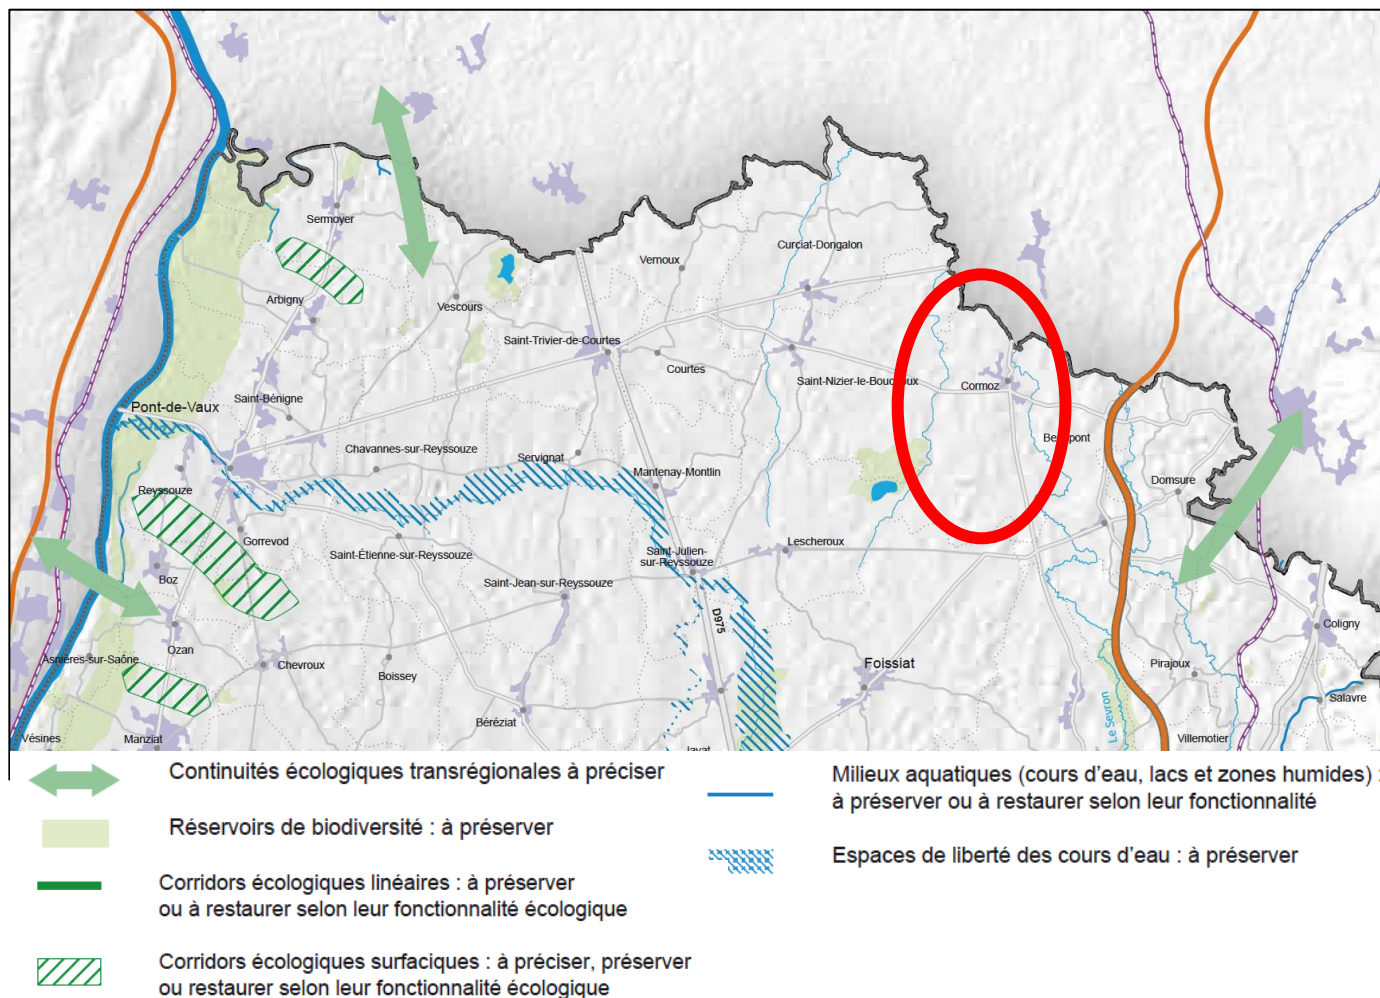 Sermoyer
Curciat-Dongalon
Vernoux
Arbigny
Vescours
Saint-Trivier-de-Courtes
Courtes
Saint-Nizier-le-Bouchoux
Cormoz
Saint-Bénigne
Pont-de-Vaux
Beaupont
Chavannes-sur-Reyssouze
Servignat
Mantenay-Montlin
Domsure
Reyssouze
Gorrevod
Saint-Étienne-sur-Reyssouze
Saint-Julien-
sur-Reyssouze
Lescheroux
Boz
Saint-Jean-sur-Reyssouze
D975
Coligny
Ozan
Asnières-sur-Saône
Chevroux
Boissey
Foissiat
Pirajoux
Salavre
Le Sevron
Béréziat
Vésines
Manziat
Villemotier
Jayat
Continuités écologiques transrégionales à préciser
Réservoirs de biodiversité : à préserver
Corridors écologiques linéaires : à préserver
ou à restaurer selon leur fonctionnalité écologique
Corridors écologiques surfaciques : à préciser, préserver
ou restaurer selon leur fonctionnalité écologique
Milieux aquatiques (cours d'eau, lacs et zones humides) :
à préserver ou à restaurer selon leur fonctionnalité
Espaces de liberté des cours d'eau : à préserver